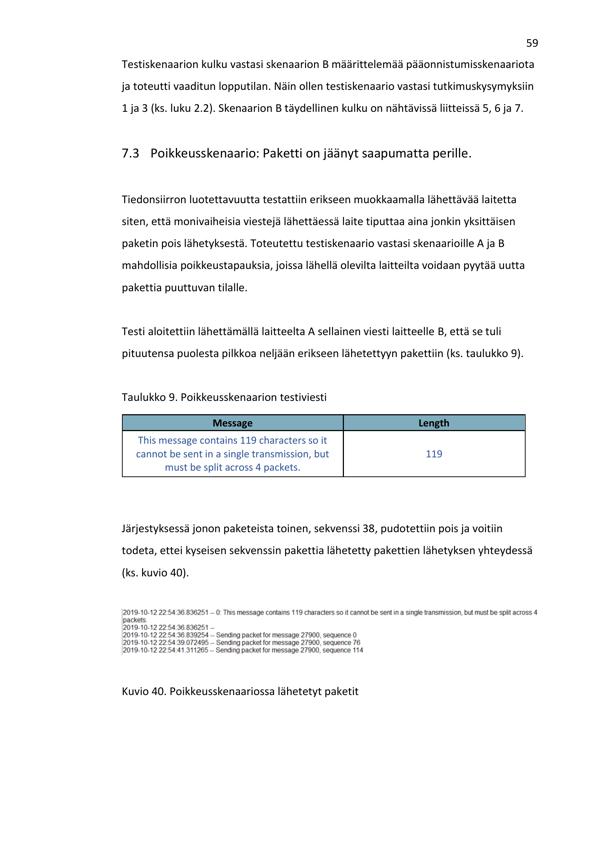 59
Testiskenaarion kulku vastasi skenaarion B määrittelemää pääonnistumisskenaariota
ja toteutti vaaditun lopputilan. Näin ollen testiskenaario vastasi tutkimuskysymyksiin
1 ja 3 (ks. luku 2.2). Skenaarion B täydellinen kulku on nähtävissä liitteissä 5, 6 ja 7.
7.3 Poikkeusskenaario: Paketti on jäänyt saapumatta perille.
Tiedonsiirron luotettavuutta testattiin erikseen muokkaamalla lähettävää laitetta
siten, että monivaiheisia viestejä lähettäessä laite tiputtaa aina jonkin yksittäisen
paketin pois lähetyksestä. Toteutettu testiskenaario vastasi skenaarioille A ja B
mahdollisia poikkeustapauksia, joissa lähellä olevilta laitteilta voidaan pyytää uutta
pakettia puuttuvan tilalle.
Testi aloitettiin lähettämällä laitteelta A sellainen viesti laitteelle B, että se tuli
pituutensa puolesta pilkkoa neljään erikseen lähetettyyn pakettiin (ks. taulukko 9).
Taulukko 9. Poikkeusskenaarion testiviesti
Message Length
This message contains 119 characters so it
cannot be sent in a single transmission, but
must be split across 4 packets.
119
Järjestyksessä jonon paketeista toinen, sekvenssi 38, pudotettiin pois ja voitiin
todeta, ettei kyseisen sekvenssin pakettia lähetetty pakettien lähetyksen yhteydessä
(ks. kuvio 40).
2019-10-12 22:54:36.836251 -- 0: This message contains 119 characters so it cannot be sent in a single transmission, but must be split across 4
packets.
2019-10-12 22:54:36.836251 --
2019-10-12 22:54:36.839254 -- Sending packet for message 27900, sequence 0
2019-10-12 22:54:39.072495 -- Sending packet for message 27900, sequence 76
2019-10-12 22:54:41.311265 -- Sending packet for message 27900, sequence 114
Kuvio 40. Poikkeusskenaariossa lähetetyt paketit